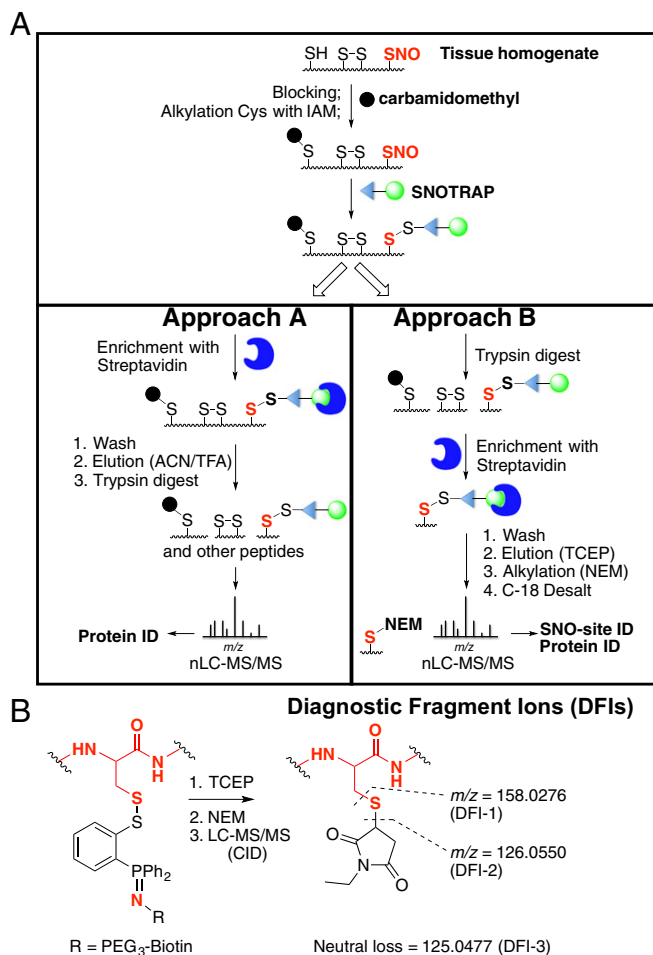 A
SH S-S SNO Tissue homogenate
Blocking;
Alkylation Cys with IAM;
carbamidomethyl
S S-S SNO
SNOTRAP
S S-S S S
Approach A
Enrichment with
Streptavidin
S S-S S S
1. Wash
2. Elution (ACN/TFA)
3. Trypsin digest
S S-S S S
and other peptides
Protein ID
m/z
nLC-MS/MS
Approach B
Trypsin digest
S S-S S S
Enrichment with
Streptavidin
S S
1. Wash
2. Elution (TCEP)
3. Alkylation (NEM)
4. C-18 Desalt
S NEM
m/z
nLC-MS/MS
SNO-site ID
Protein ID
B
Diagnostic Fragment Ions (DFIs)
HN O N H
S
S
PPh2
N
R
R = PEG3-Biotin
1. TCEP
2. NEM
3. LC-MS/MS
(CID)
HN O N H
S
O N O
m/z = 158.0276
(DFI-1)
m/z = 126.0550
(DFI-2)
Neutral loss = 125.0477 (DFI-3)